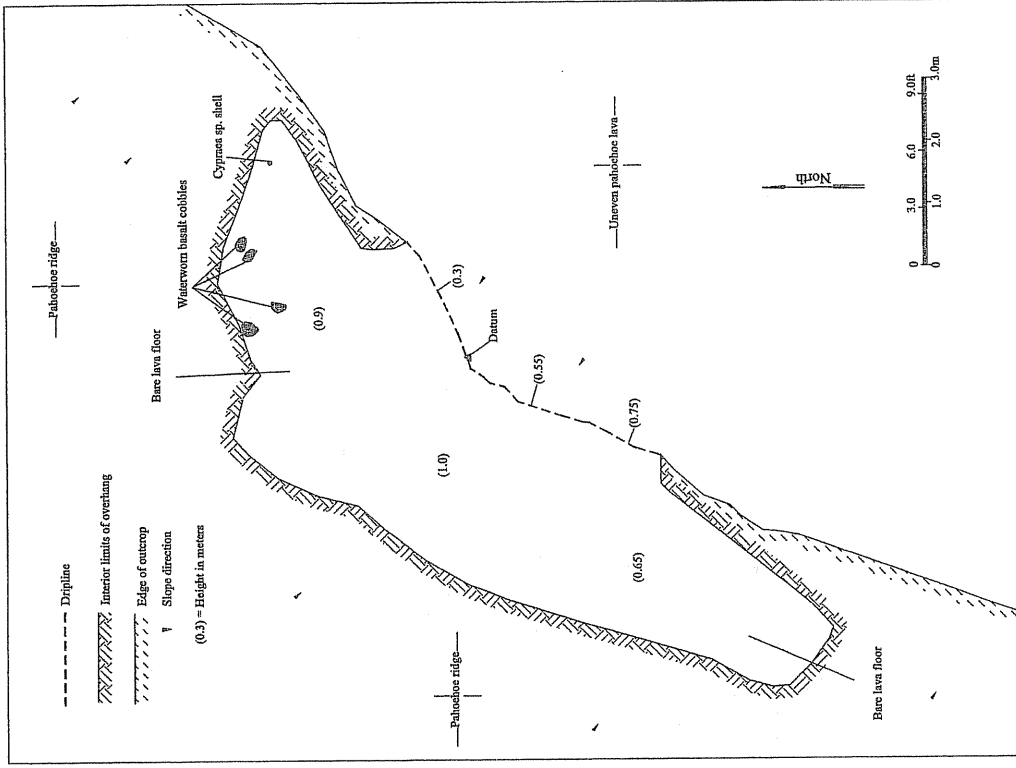 Pahoehoe ridge
Waterworn basalt cobbles
Cypraea sp. shell
Bare lava floor
(0.9)
(0.3)
Datum
(0.55)
(0.75)
(1.0)
(0.65)
Uneven pahoehoe lava
North
Pahoehoe ridge
Bare lava floor
Dripline
Interior limits of overhang
Edge of outcrop
Slope direction
(0.3) = Height in meters
0 3.0 6.0 9.0ft
0 1.0 2.0 3.0m